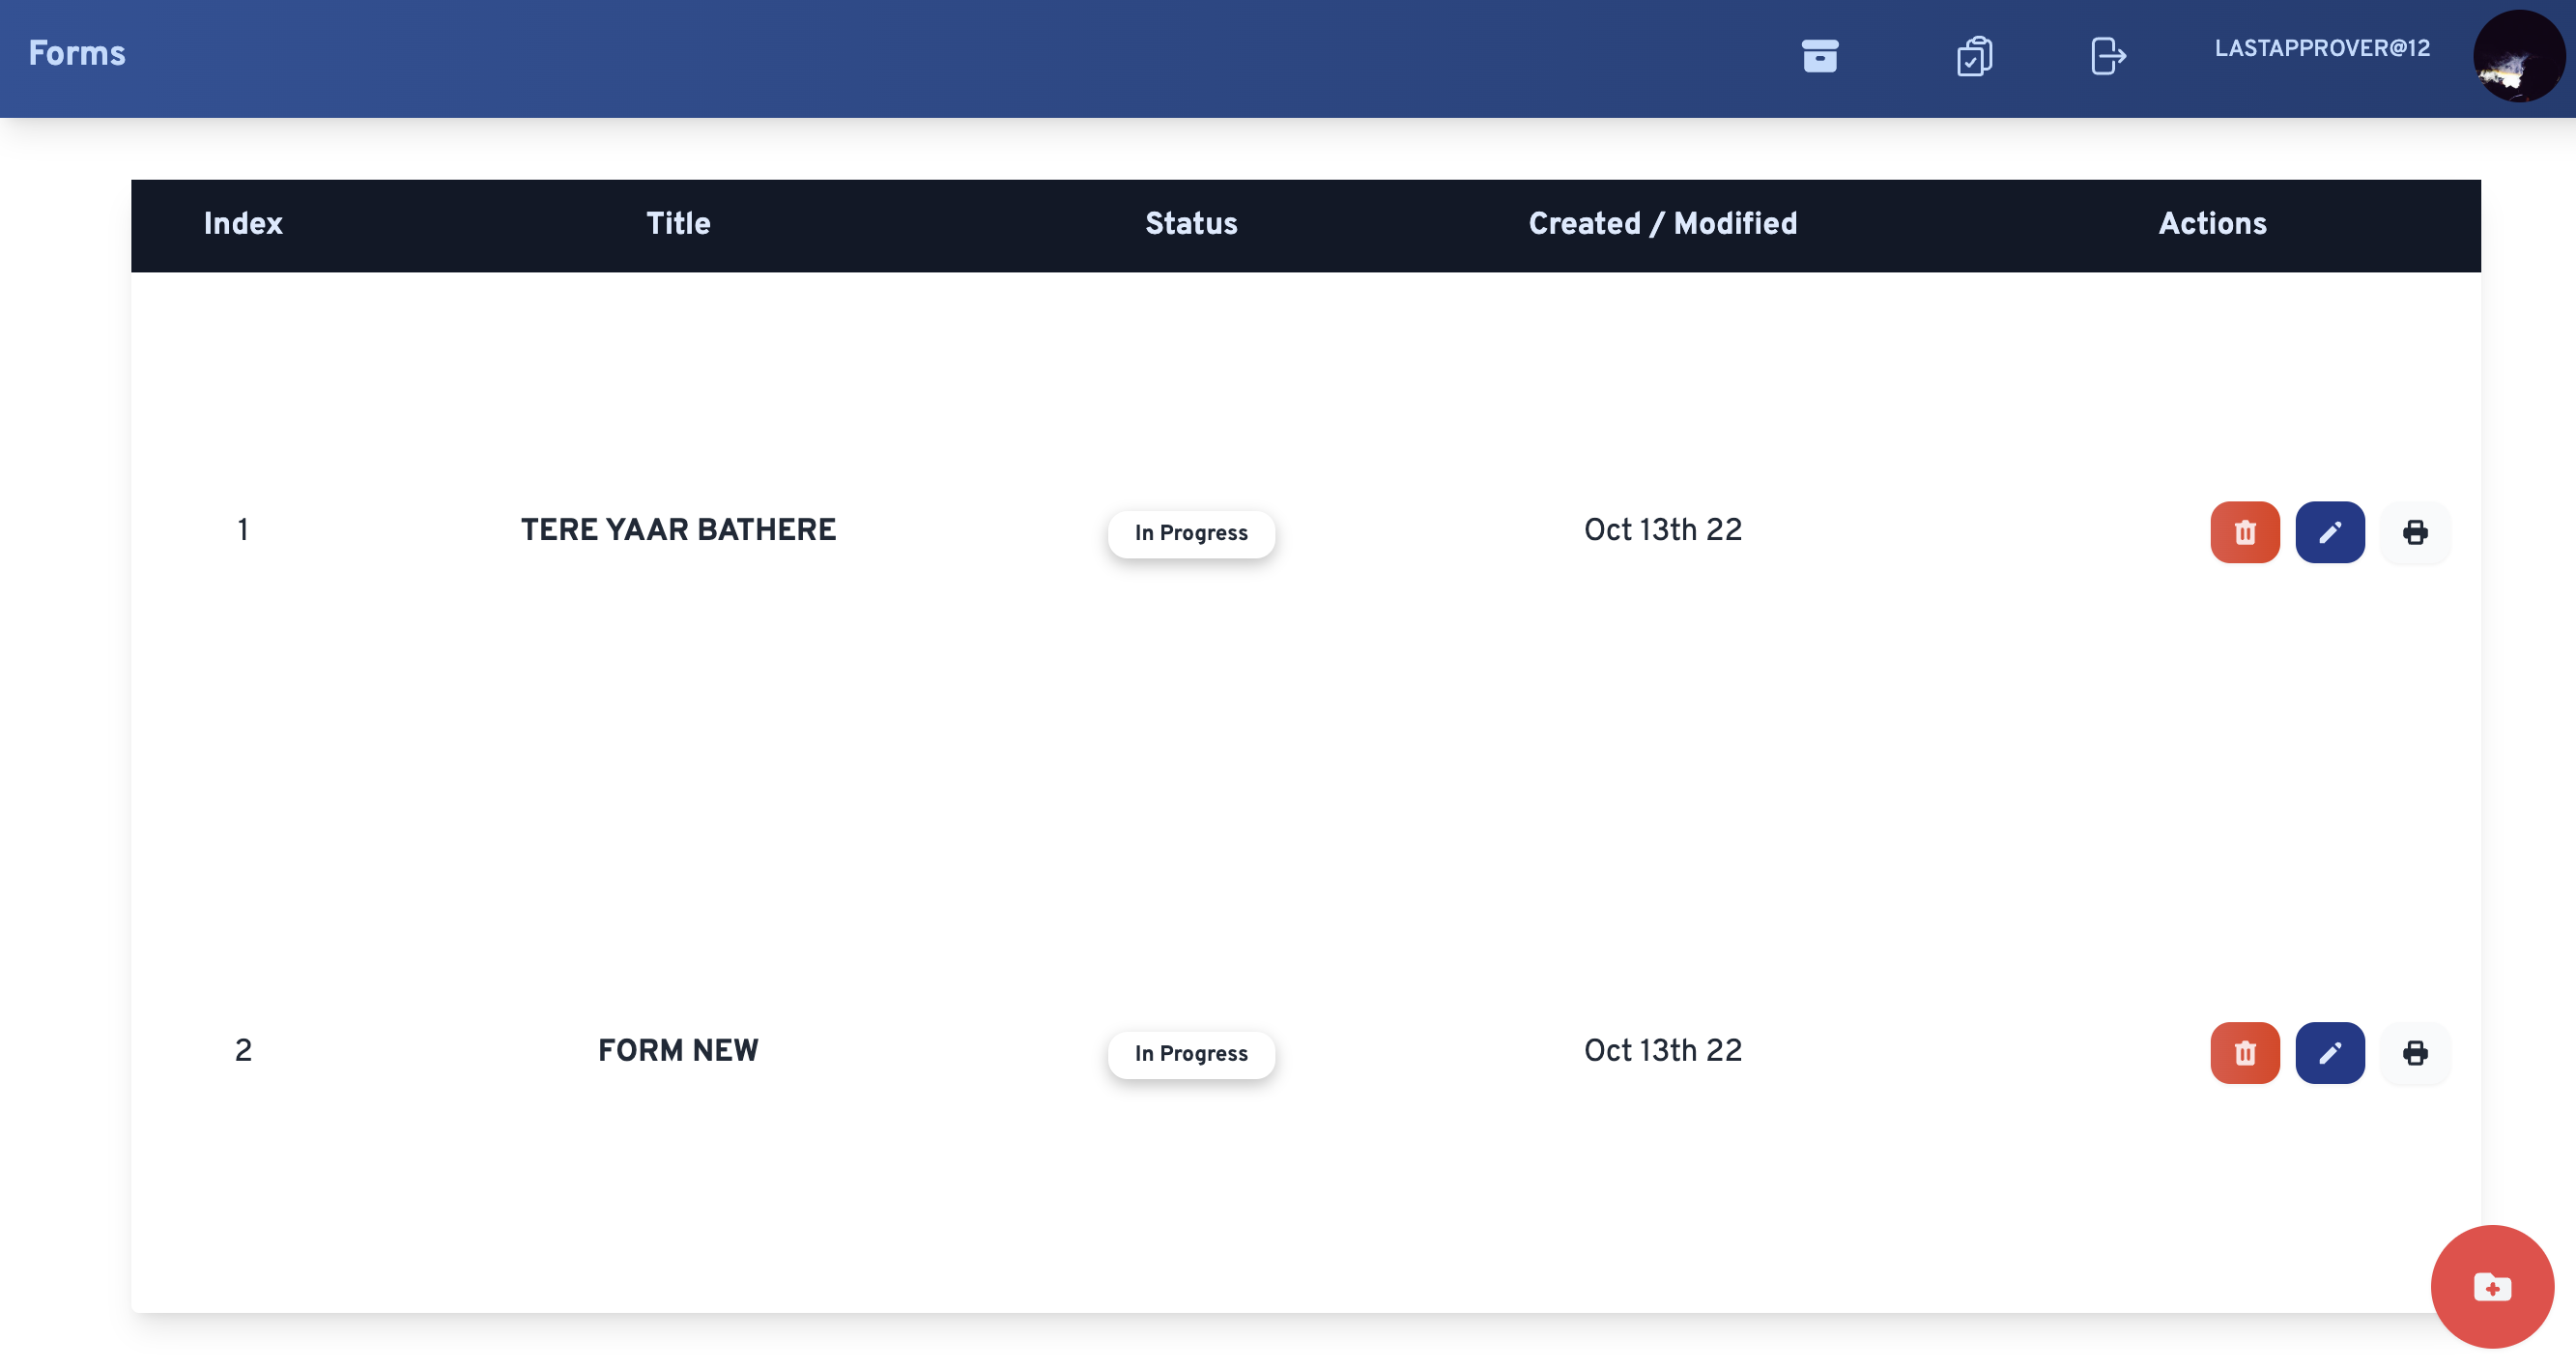 Forms
LASTAPPROVER@12
Index Title Status Created / Modified Actions
1 TERE YAAR BATHERE In Progress Oct 13th 22
2 FORM NEW In Progress Oct 13th 22